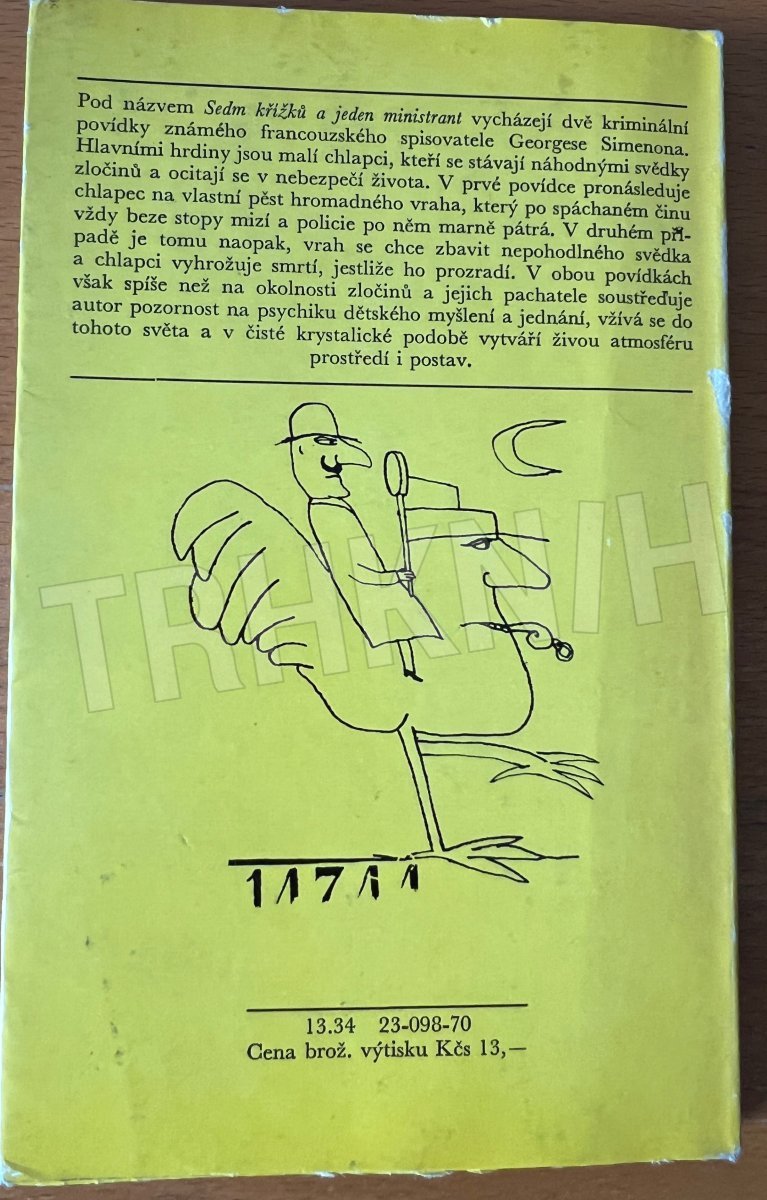 Pod názvem Sedm křížků a jeden ministrant vycházejí dvě kriminální
povídky známého francouzského spisovatele Georgese Simenona.
Hlavními hrdiny jsou malí chlapci, kteří se stávají náhodnými svědky
zločinů a ocitají se v nebezpečí života. V prvé povídce pronásleduje
chlapec na vlastní pěst hromadného vraha, který po spáchaném činu
vždy beze stopy mizí a policie po něm marně pátrá. V druhém pří-
padě je tomu naopak, vrah se chce zbavit nepohodlného svědka
a chlapci vyhrožuje smrtí, jestliže ho prozradí. V obou povídkách
však spíše než na okolnosti zločinů a jejich pachatele soustřeďuje
autor pozornost na psychiku dětského myšlení a jednání, vžívá se do
tohoto světa a v čisté krystalické podobě vytváří živou atmosféru
prostředí i postav.
TRHKNIH
13.34 23-098-70
Cena brož. výtisku Kčs 13,—